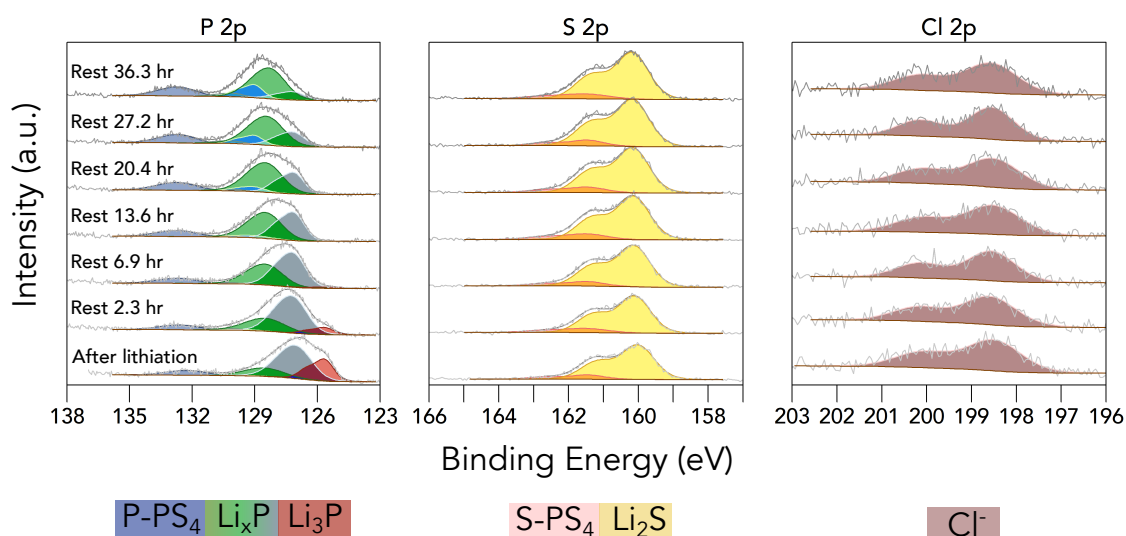 P 2p
S 2p
Cl 2p
Intensity (a.u.)
Rest 36.3 hr
Rest 27.2 hr
Rest 20.4 hr
Rest 13.6 hr
Rest 6.9 hr
Rest 2.3 hr
After lithiation
138 135 132 129 126 123
166 164 162 160 158
203 202 201 200 199 198 197 196
Binding Energy (eV)
P-PS₄ LiₓP Li₃P
S-PS₄ Li₂S
Cl⁻